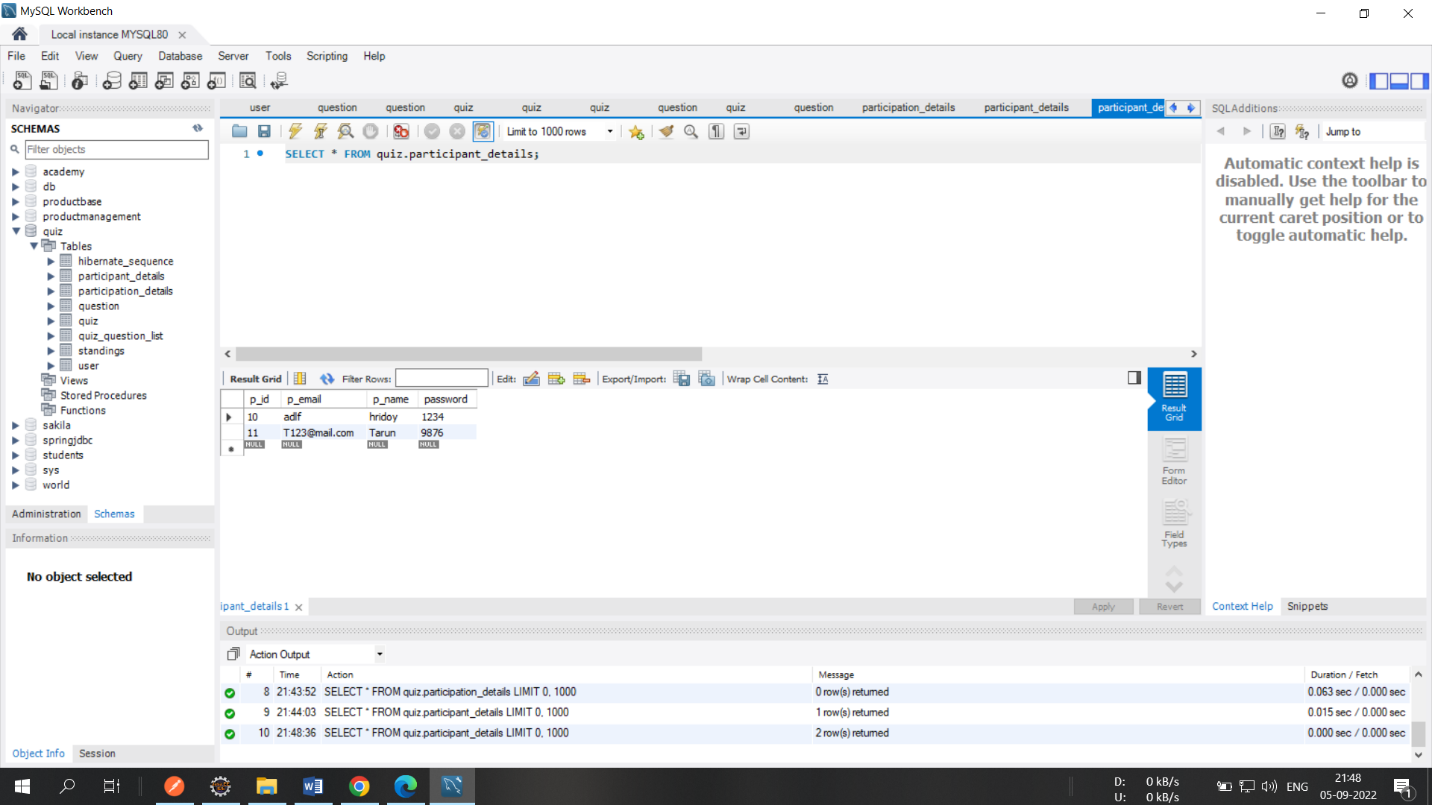 MySQL Workbench
Local instance MYSQL80
File Edit View Query Database Server Tools Scripting Help
Navigator
SCHEMAS
Filter objects
academy
db
productbase
productmanagement
quiz
Tables
hibernate_sequence
participant_details
participation_details
question
quiz
quiz_question_list
standings
user
Views
Stored Procedures
Functions
sakila
springjdbc
students
sys
world
Administration Schemas
Information
No object selected
Object Info Session
user question question quiz quiz quiz question quiz question participation_details participant_details participant_de
Limit to 1000 rows
1 SELECT * FROM quiz.participant_details;
Result Grid Filter Rows: Edit: Export/Import: Wrap Cell Content:
p_id p_email p_name password
10 adlf hridoy 1234
11 T123@mail.com Tarun 9876
NULL NULL NULL NULL
Result Grid
Form Editor
Field Types
ipant_details 1
Apply Revert
SQLAdditions
Jump to
Automatic context help is
disabled. Use the toolbar to
manually get help for the
current caret position or to
toggle automatic help.
Context Help Snippets
Output
Action Output
# Time Action Message Duration / Fetch
8 21:43:52 SELECT * FROM quiz.participation_details LIMIT 0, 1000 0 row(s) returned 0.063 sec / 0.000 sec
9 21:44:03 SELECT * FROM quiz.participant_details LIMIT 0, 1000 1 row(s) returned 0.015 sec / 0.000 sec
10 21:48:36 SELECT * FROM quiz.participant_details LIMIT 0, 1000 2 row(s) returned 0.000 sec / 0.000 sec
D: 0 kB/s
U: 0 kB/s
ENG
21:48
05-09-2022
1